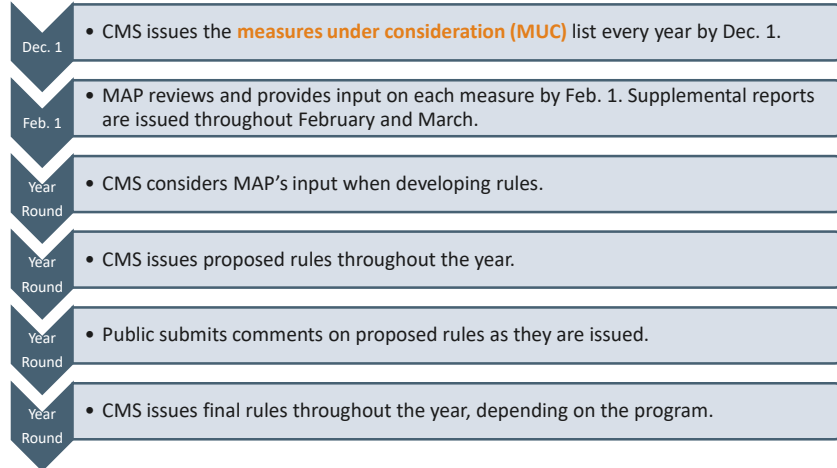 Dec. 1
• CMS issues the measures under consideration (MUC) list every year by Dec. 1.
Feb. 1
• MAP reviews and provides input on each measure by Feb. 1. Supplemental reports
are issued throughout February and March.
Year
Round
• CMS considers MAP's input when developing rules.
Year
Round
• CMS issues proposed rules throughout the year.
Year
Round
• Public submits comments on proposed rules as they are issued.
Year
Round
• CMS issues final rules throughout the year, depending on the program.